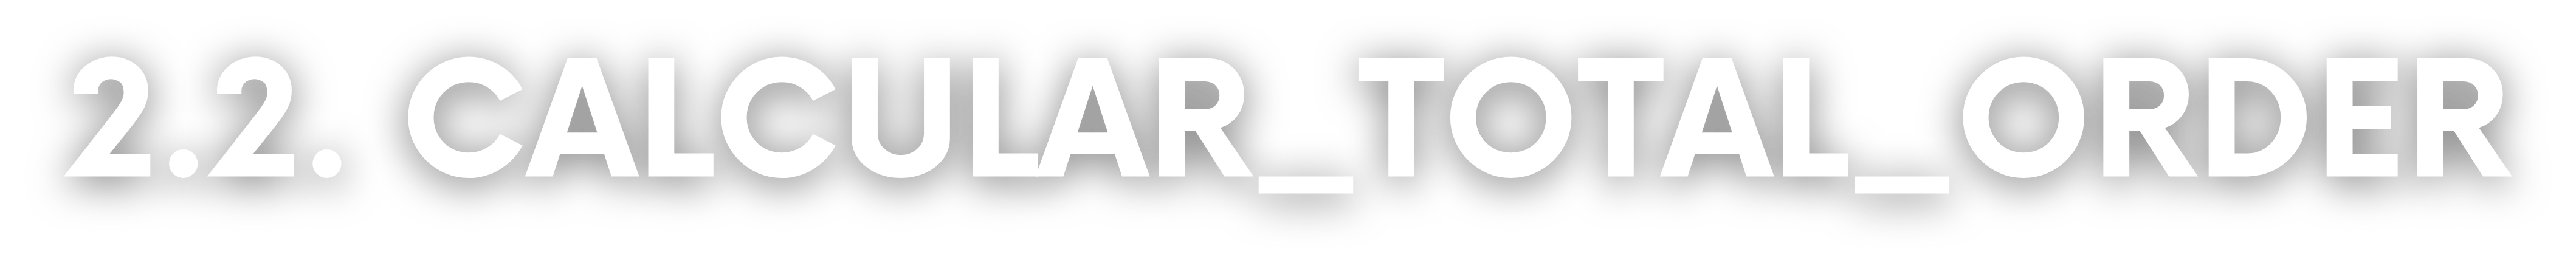 2.2. CALCULAR_TOTAL_ORDER